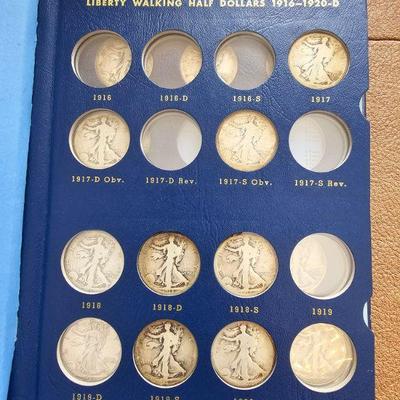 LIBERTY WALKING HALF DOLLARS 1916-1920-D
1916 1916-D 1916-S 1917
1917-D Obv. 1917-D Rev. 1917-S Obv. 1917-S Rev.
1918 1918-D 1918-S 1919